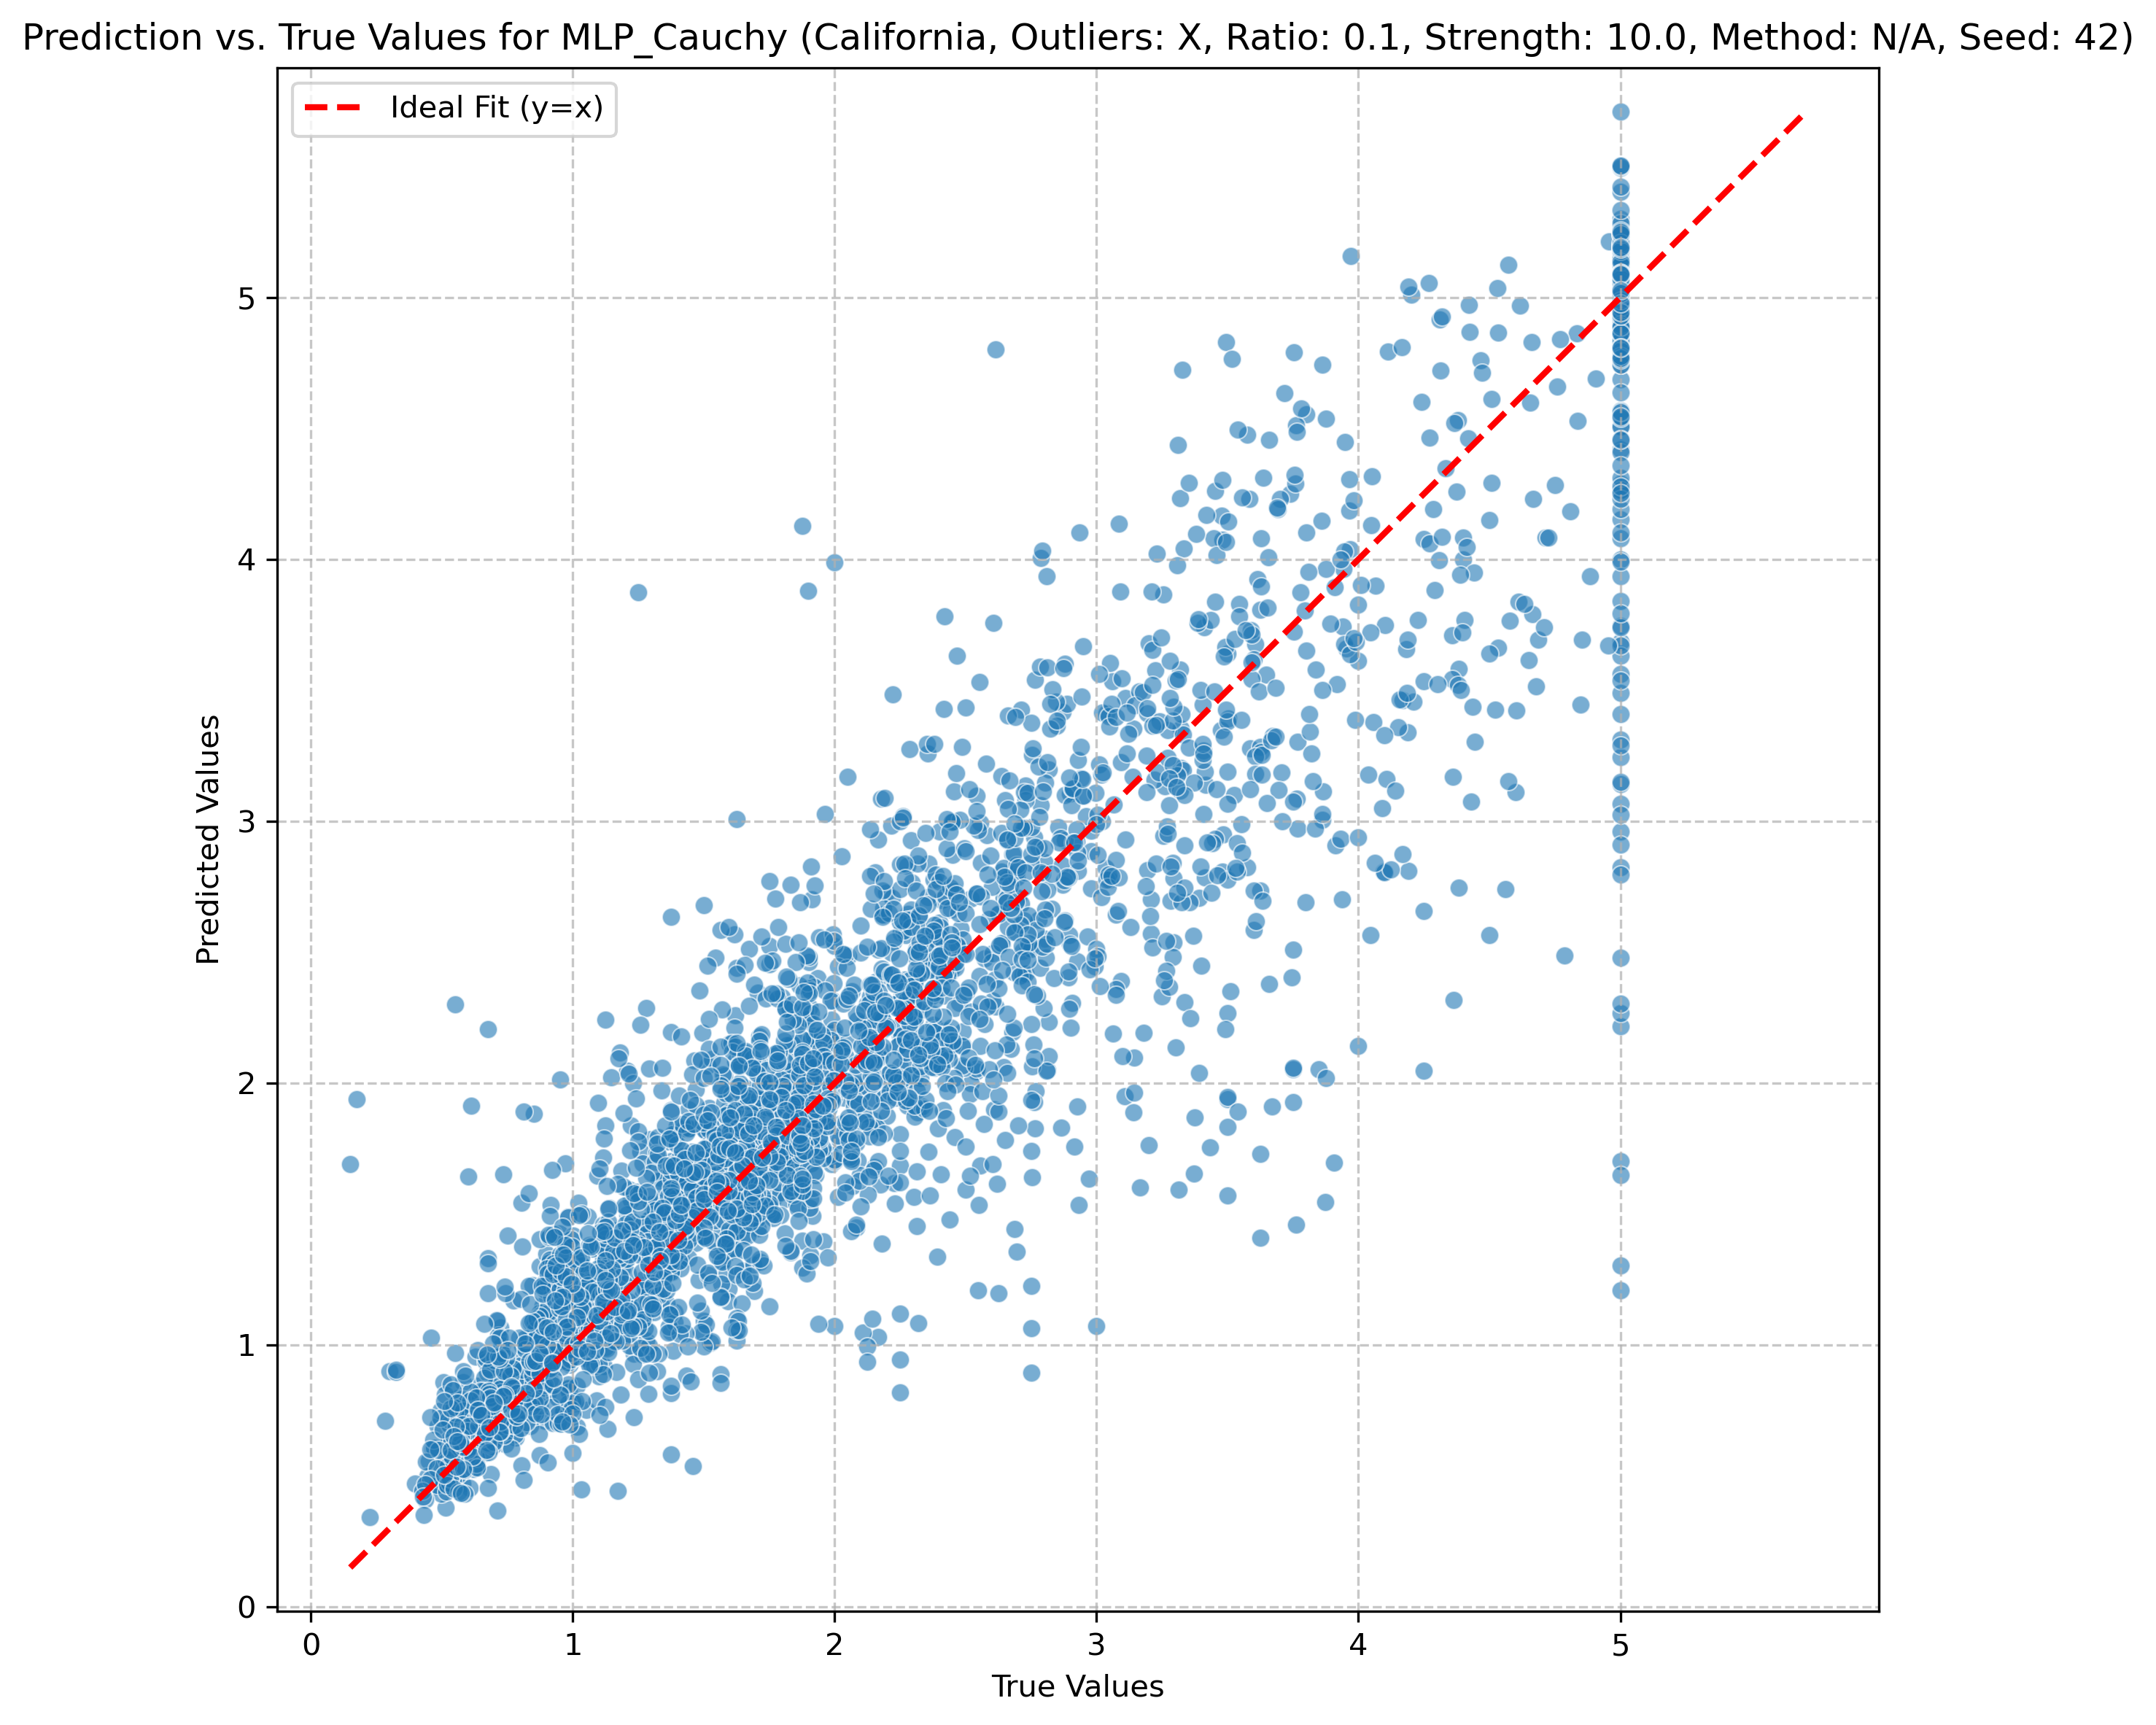 Prediction vs. True Values for MLP_Cauchy (California, Outliers: X, Ratio: 0.1, Strength: 10.0, Method: N/A, Seed: 42)
Ideal Fit (y=x)
Predicted Values
5
4
3
2
1
0
0 1 2 3 4 5
True Values